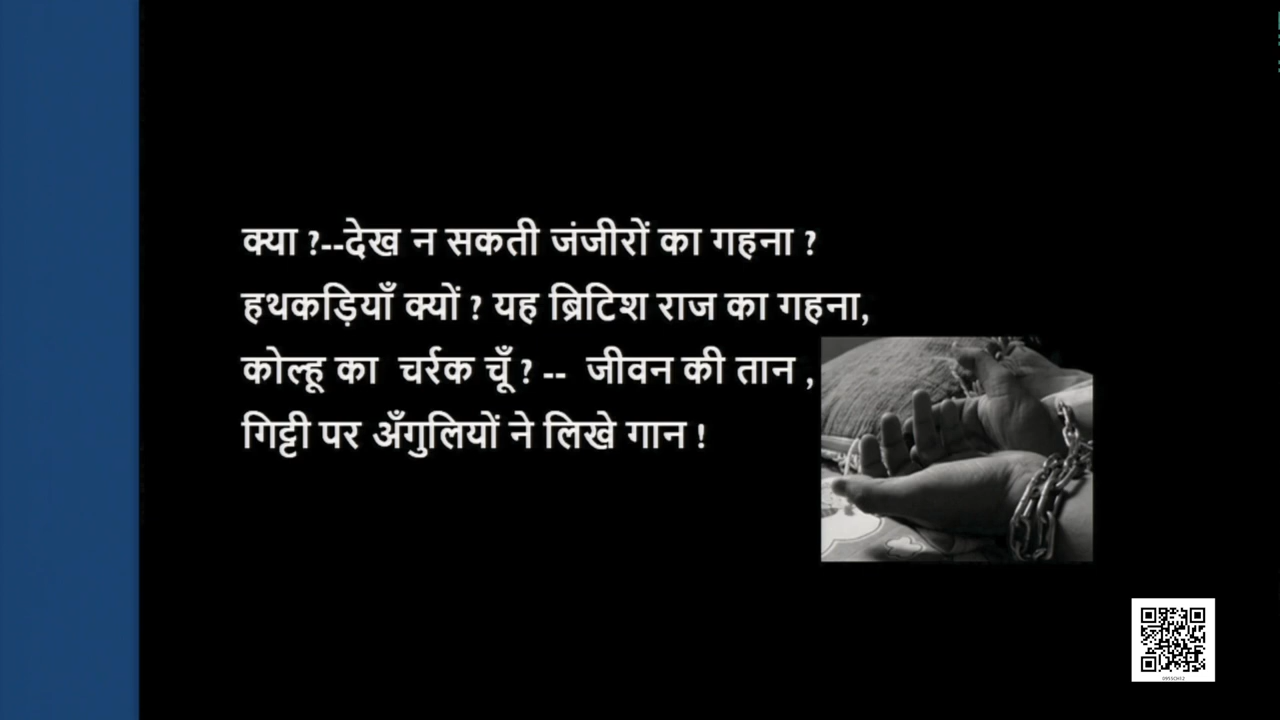 क्या ?--देख न सकती जंजीरों का गहना ?
हथकड़ियाँ क्यों ? यह ब्रिटिश राज का गहना,
कोल्हू का चर्रक चूँ ? -- जीवन की तान ,
गिट्टी पर अँगुलियों ने लिखे गान !